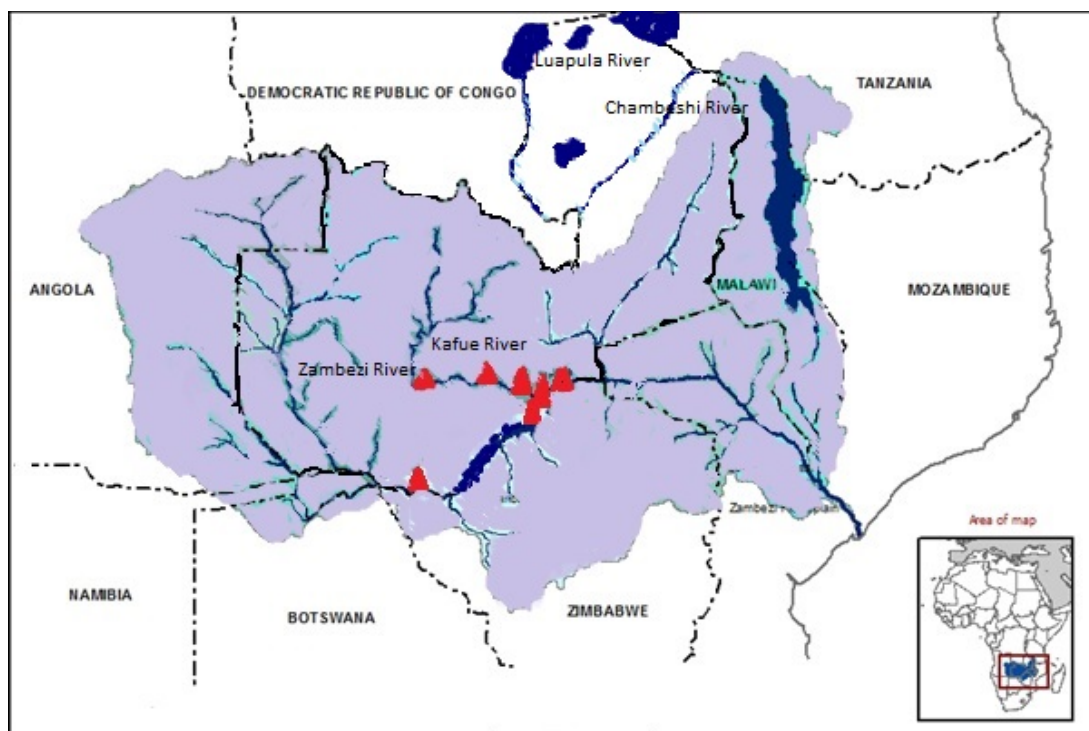 Luapula River
DEMOCRATIC REPUBLIC OF CONGO
TANZANIA
Chambeshi River
ANGOLA
MALAWI
MOZAMBIQUE
Kafue River
Zambezi River
Zambezi
Area of map
NAMIBIA
BOTSWANA
ZIMBABWE